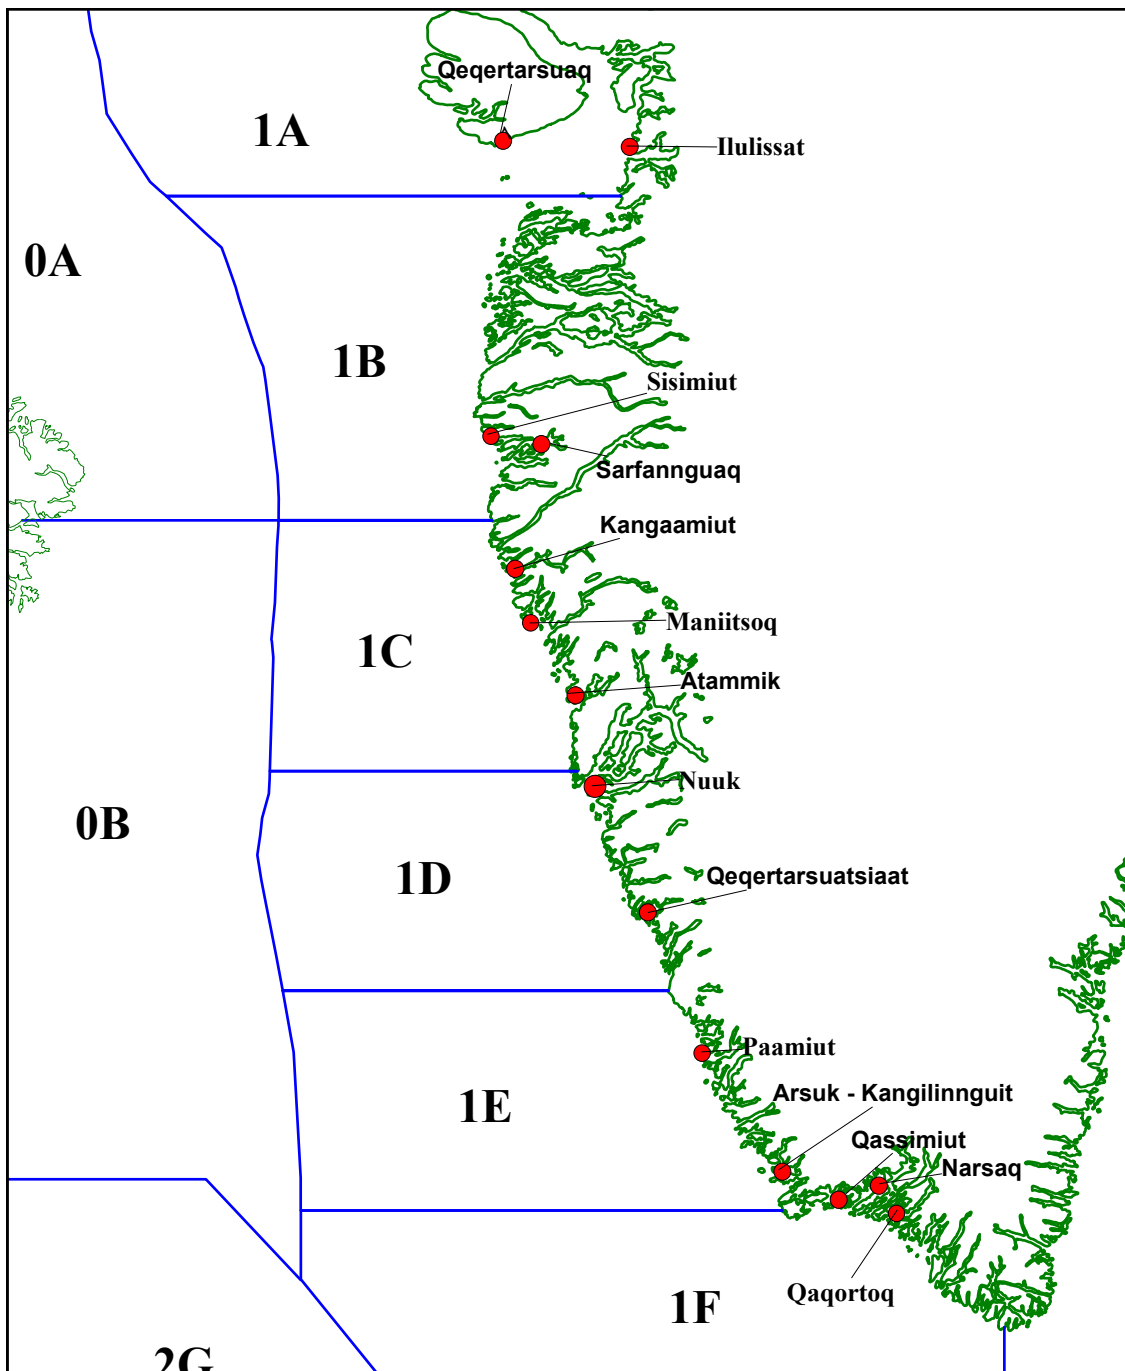 Qeqertarsuaq
1A
Ilulissat
0A
1B
Sisimiut
Sarfannguaq
Kangaamiut
Maniitsoq
1C
Atammik
Nuuk
0B
1D
Qeqertarsuatsiaat
Paamiut
Arsuk - Kangilinnguit
1E
Qassimiut
Narsaq
Qaqortoq
1F
2G